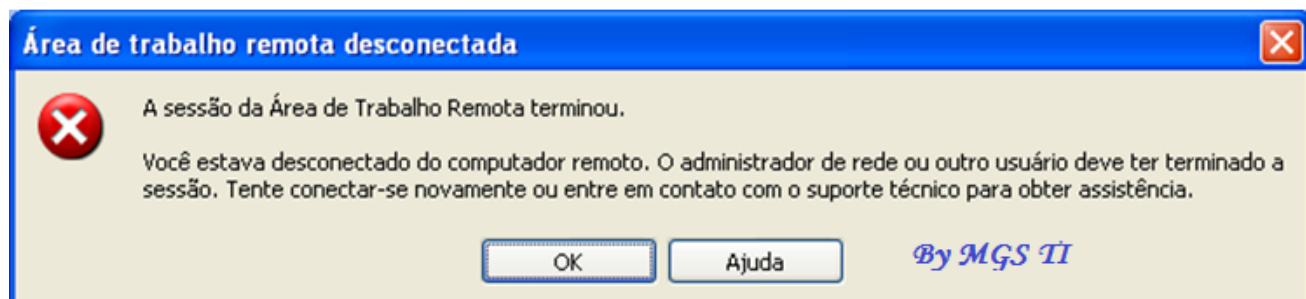 Área de trabalho remota desconectada
A sessão da Área de Trabalho Remota terminou.
Você estava desconectado do computador remoto. O administrador de rede ou outro usuário deve ter terminado a
sessão. Tente conectar-se novamente ou entre em contato com o suporte técnico para obter assistência.
OK Ajuda By MGS TI